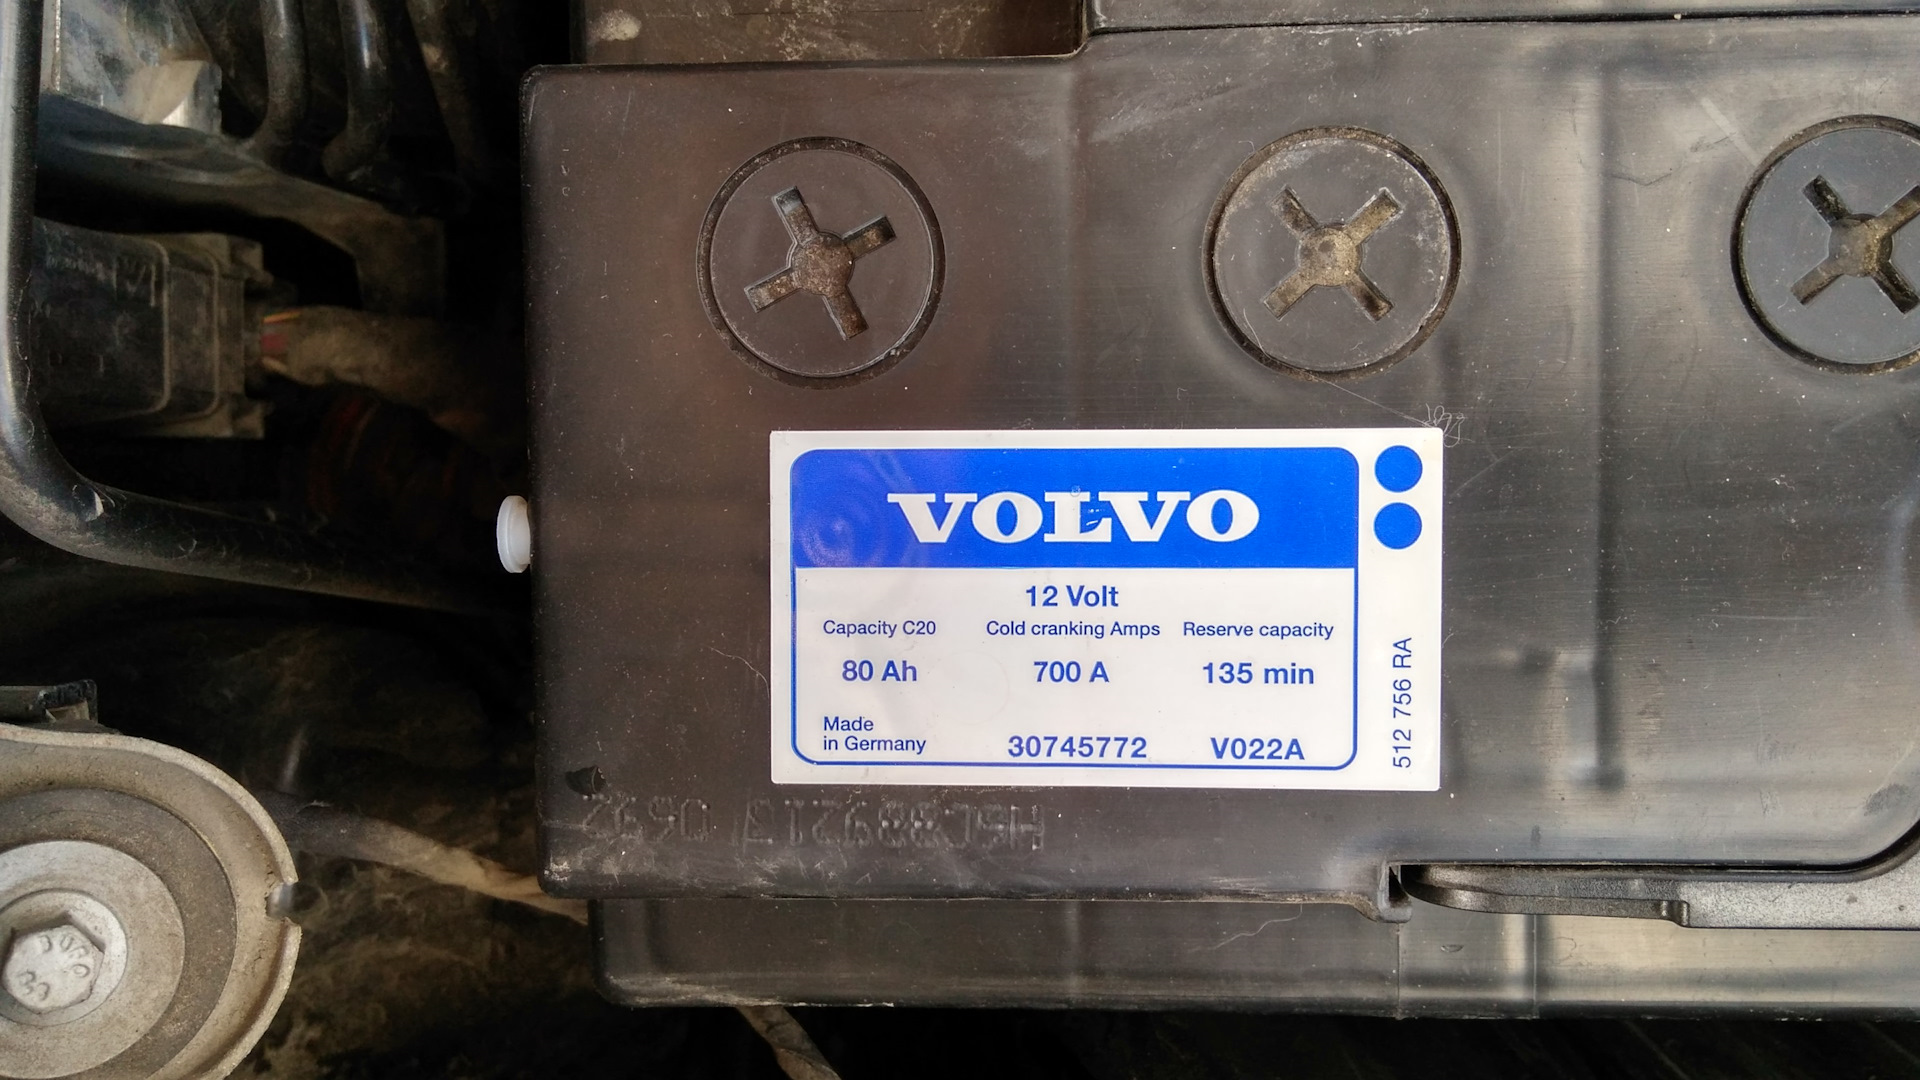 VOLVO
12 Volt
Capacity C20 Cold cranking Amps Reserve capacity
80 Ah 700 A 135 min
Made
in Germany 30745772 V022A
512 756 RA